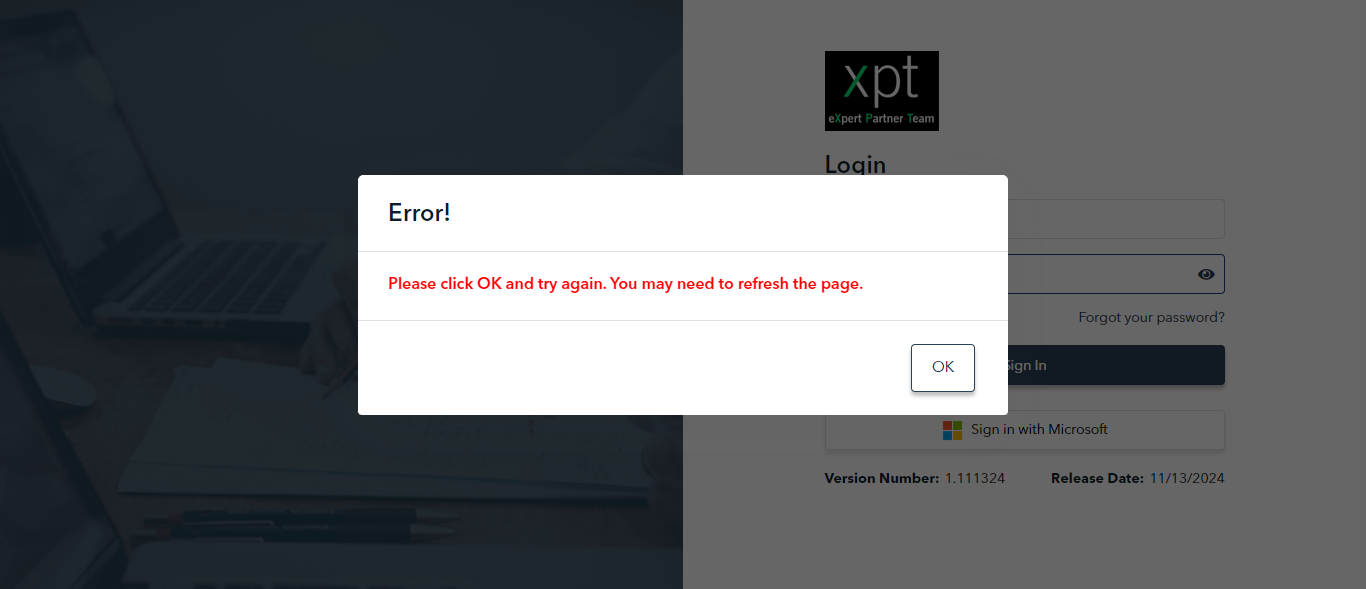 xpt
eXpert Partner Team
Login
Error!
Please click OK and try again. You may need to refresh the page.
OK
Forgot your password?
Sign In
Sign in with Microsoft
Version Number: 1.111324 Release Date: 11/13/2024